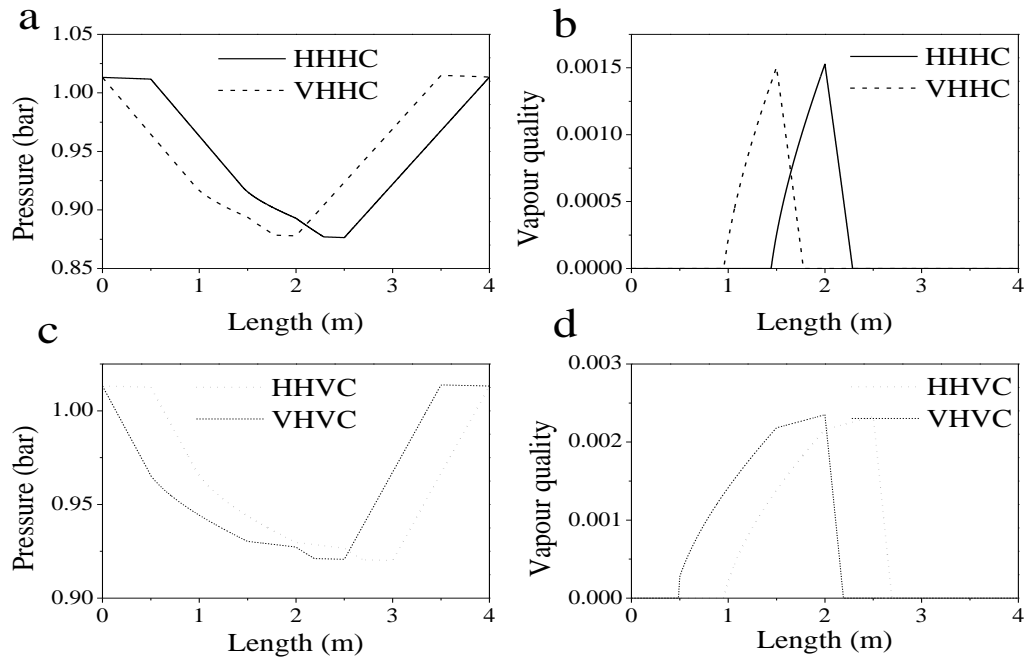 a
1.05
1.00
0.95
0.90
0.85
Pressure (bar)
HHHC
VHHC
0 1 2 3 4
Length (m)
b
0.0015
0.0010
0.0005
0.0000
Vapour quality
HHHC
VHHC
0 1 2 3 4
Length (m)
c
1.00
0.95
0.90
Pressure (bar)
HHVC
VHVC
0 1 2 3 4
Length (m)
d
0.003
0.002
0.001
0.000
Vapour quality
HHVC
VHVC
0 1 2 3 4
Length (m)